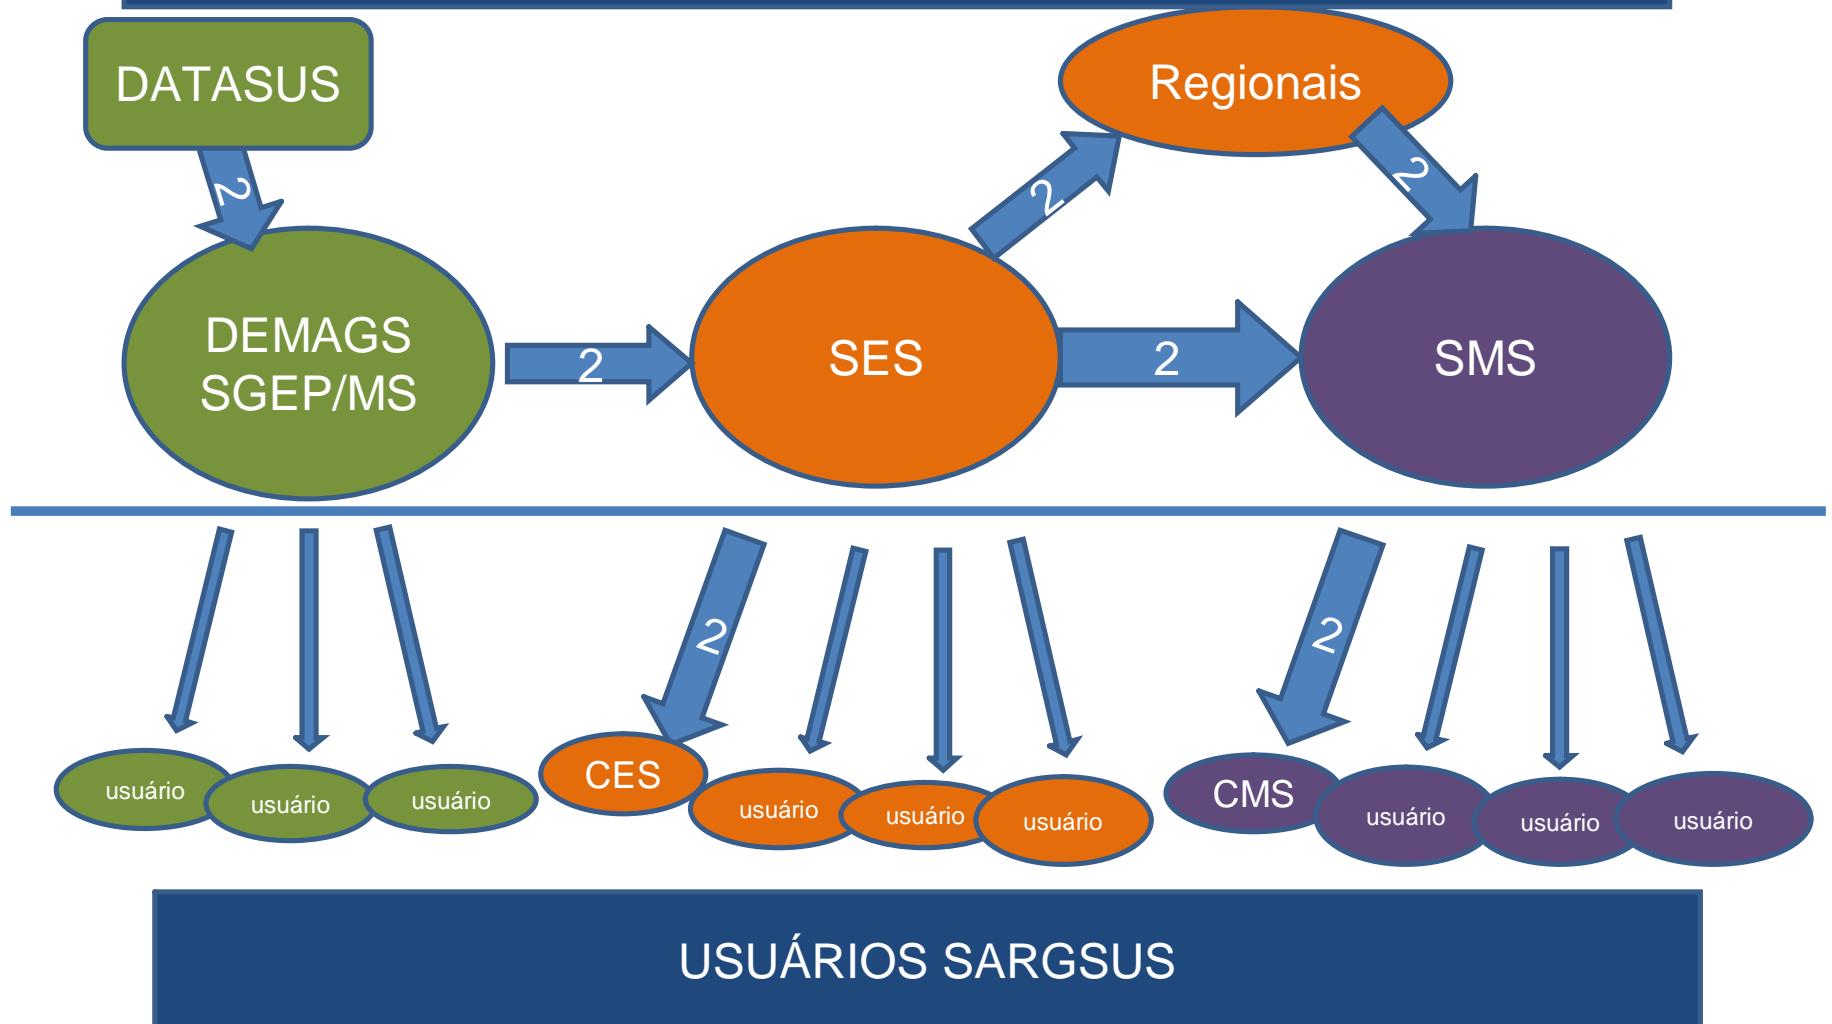 DATASUS
Regionais
2
2
2
DEMAGS
SGEP/MS
2
SES
2
SMS
2
2
usuário
usuário
usuário
CES
usuário
usuário
usuário
CMS
usuário
usuário
usuário
USUÁRIOS SARGSUS